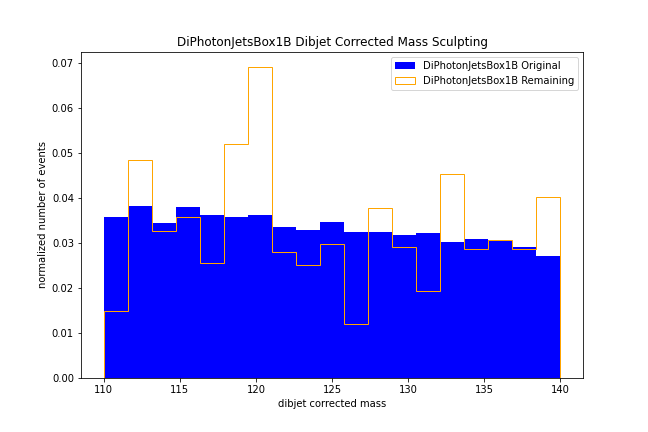 DiPhotonJetsBox1B Dibjet Corrected Mass Sculpting
DiPhotonJetsBox1B Original
DiPhotonJetsBox1B Remaining
normalized number of events
0.07
0.06
0.05
0.04
0.03
0.02
0.01
0.00
110 115 120 125 130 135 140
dibjet corrected mass